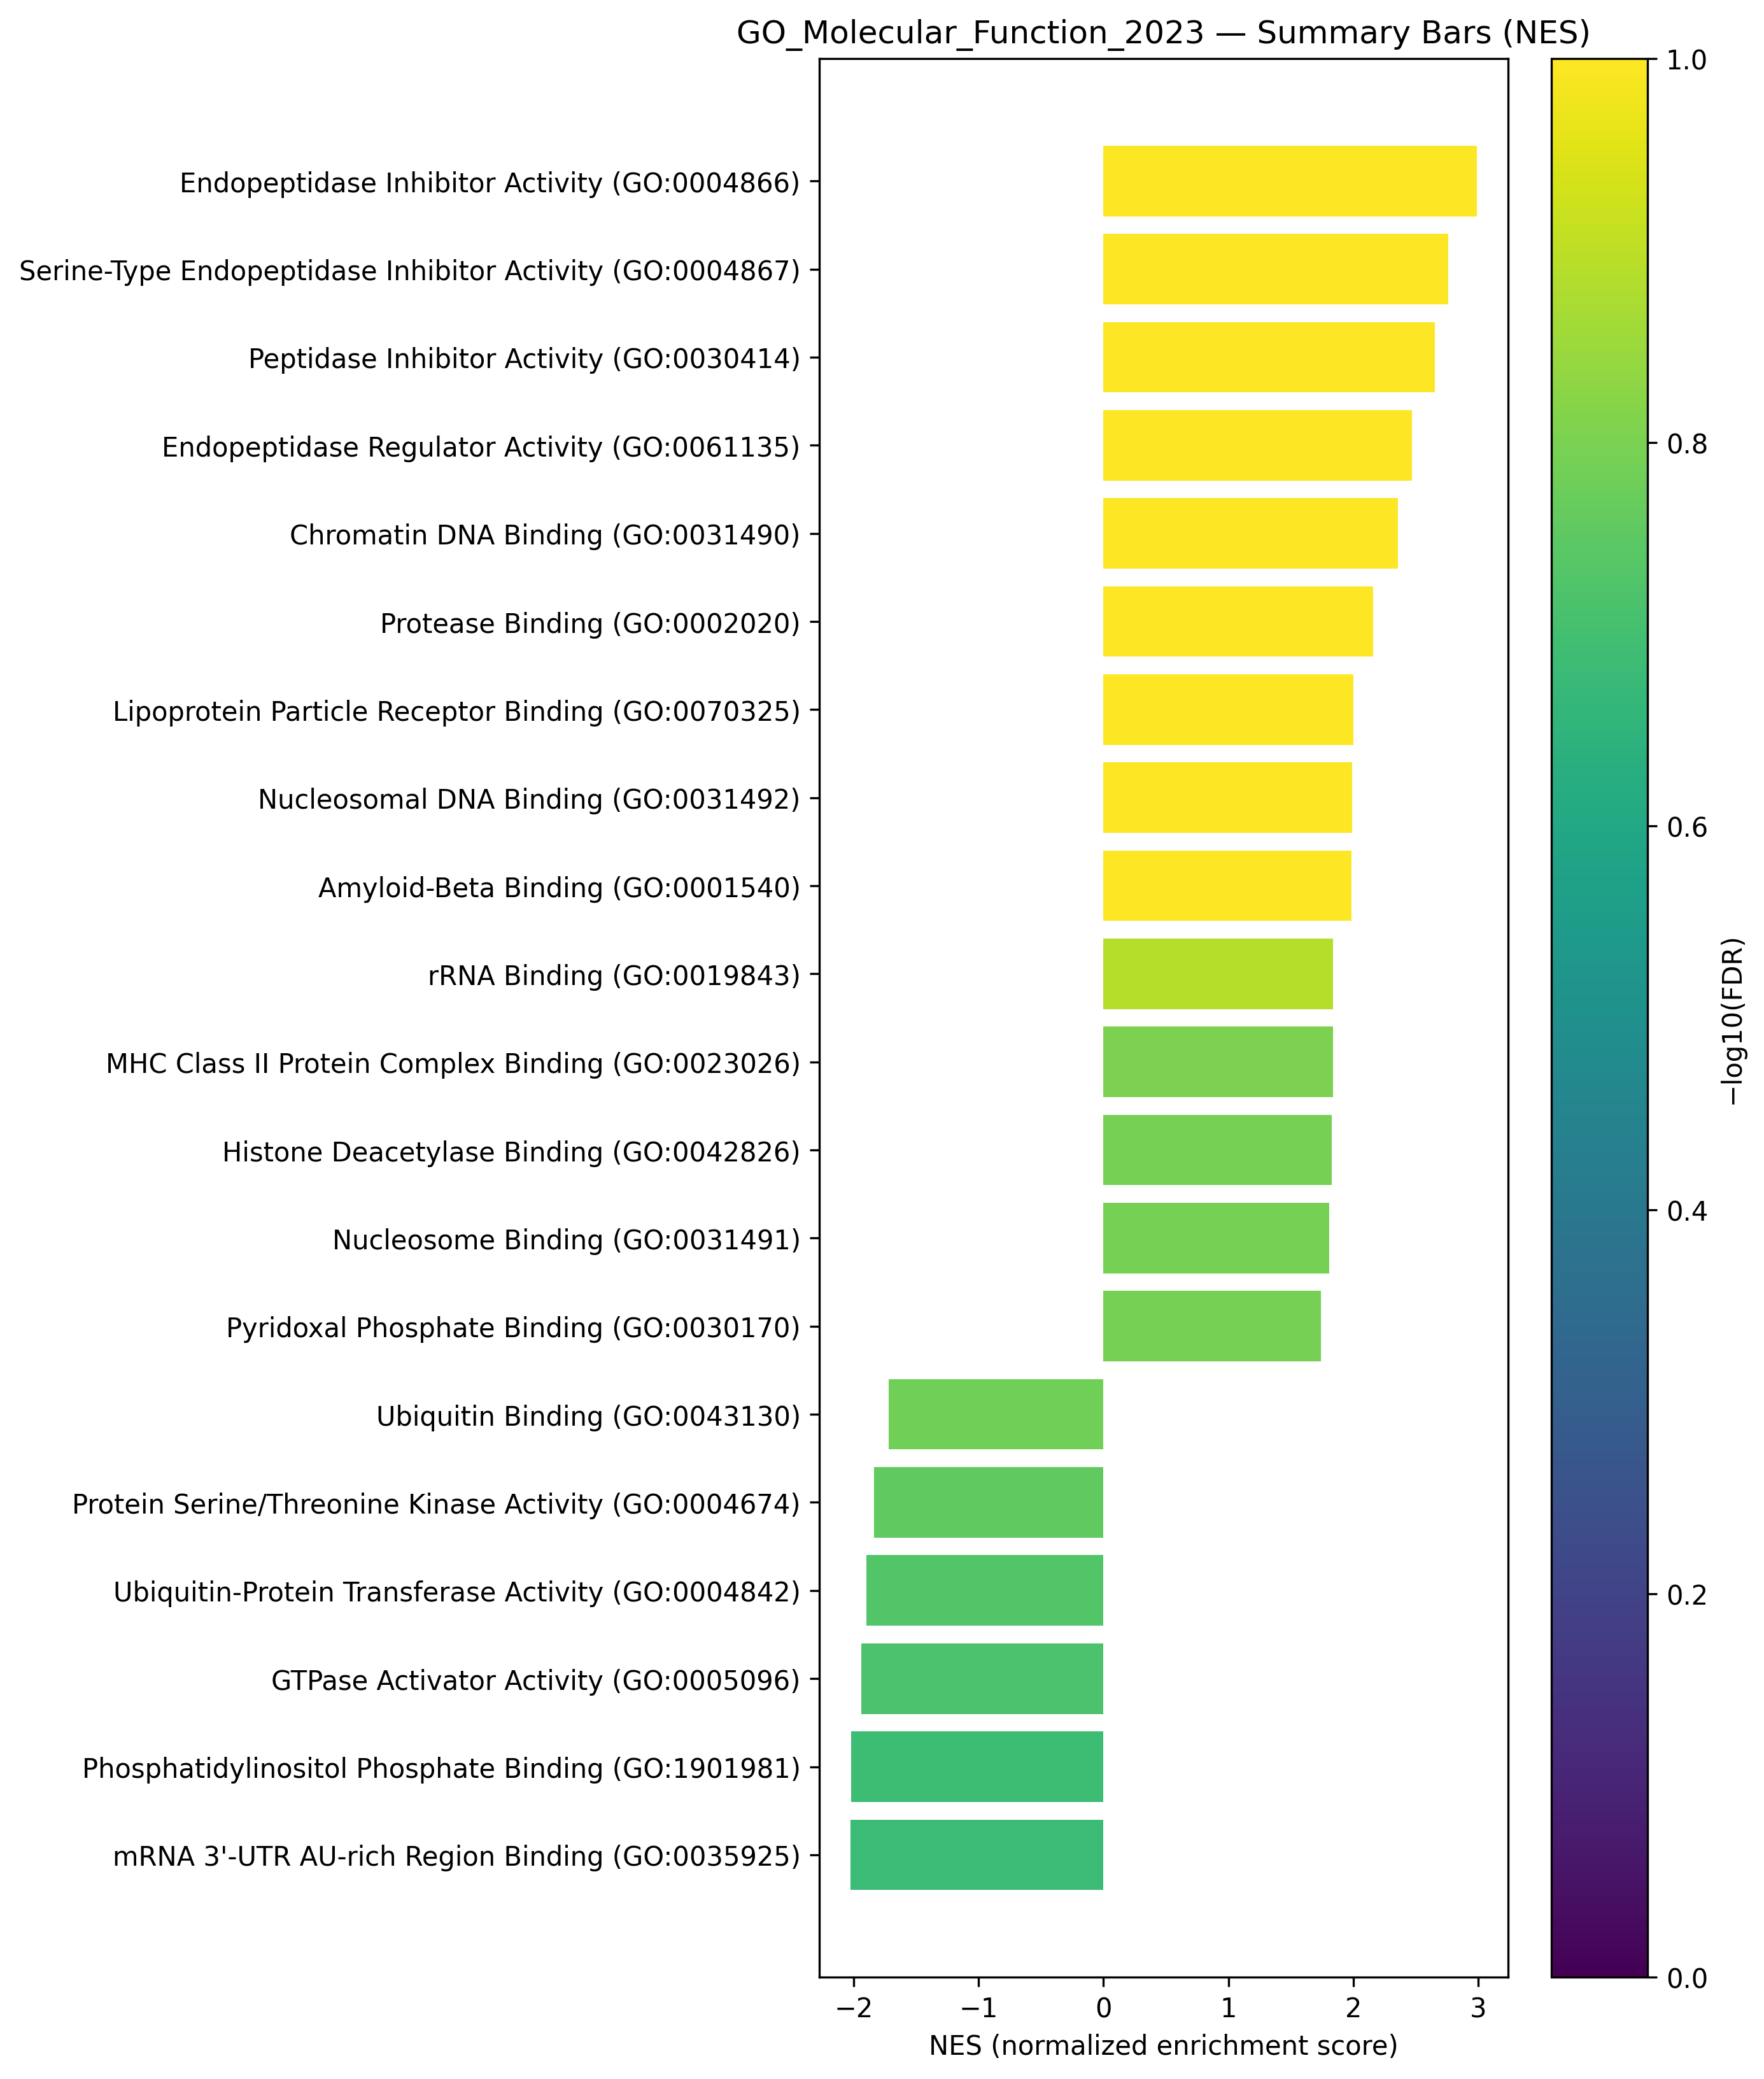 GO_Molecular_Function_2023 — Summary Bars (NES)
Endopeptidase Inhibitor Activity (GO:0004866)
Serine-Type Endopeptidase Inhibitor Activity (GO:0004867)
Peptidase Inhibitor Activity (GO:0030414)
Endopeptidase Regulator Activity (GO:0061135)
Chromatin DNA Binding (GO:0031490)
Protease Binding (GO:0002020)
Lipoprotein Particle Receptor Binding (GO:0070325)
Nucleosomal DNA Binding (GO:0031492)
Amyloid-Beta Binding (GO:0001540)
rRNA Binding (GO:0019843)
MHC Class II Protein Complex Binding (GO:0023026)
Histone Deacetylase Binding (GO:0042826)
Nucleosome Binding (GO:0031491)
Pyridoxal Phosphate Binding (GO:0030170)
Ubiquitin Binding (GO:0043130)
Protein Serine/Threonine Kinase Activity (GO:0004674)
Ubiquitin-Protein Transferase Activity (GO:0004842)
GTPase Activator Activity (GO:0005096)
Phosphatidylinositol Phosphate Binding (GO:1901981)
mRNA 3'-UTR AU-rich Region Binding (GO:0035925)
−2 −1 0 1 2 3
NES (normalized enrichment score)
1.0
0.8
0.6
0.4
0.2
0.0
−log10(FDR)